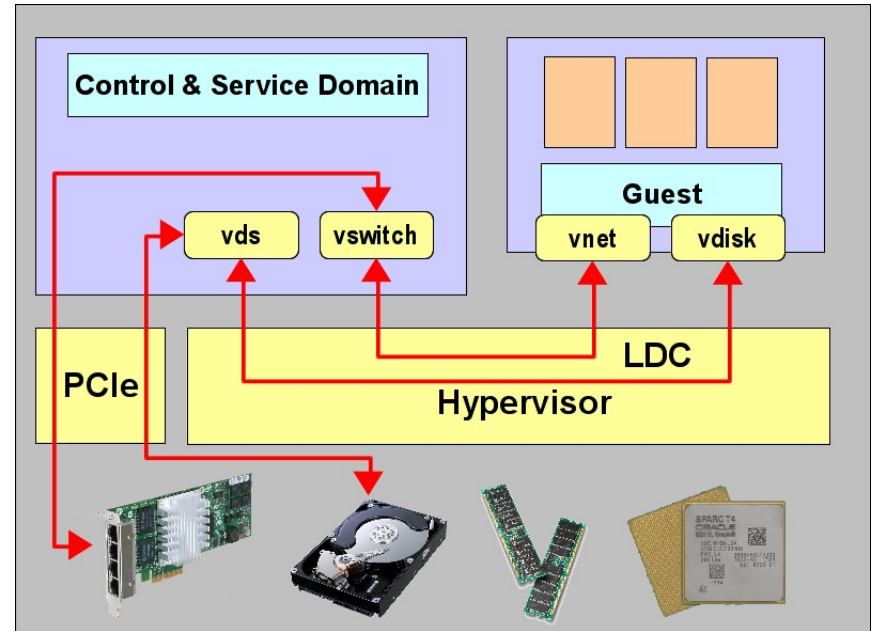 Control & Service Domain
Guest
vds
vswitch
vnet
vdisk
PCIe
LDC
Hypervisor
SPARC T4
ORACLE